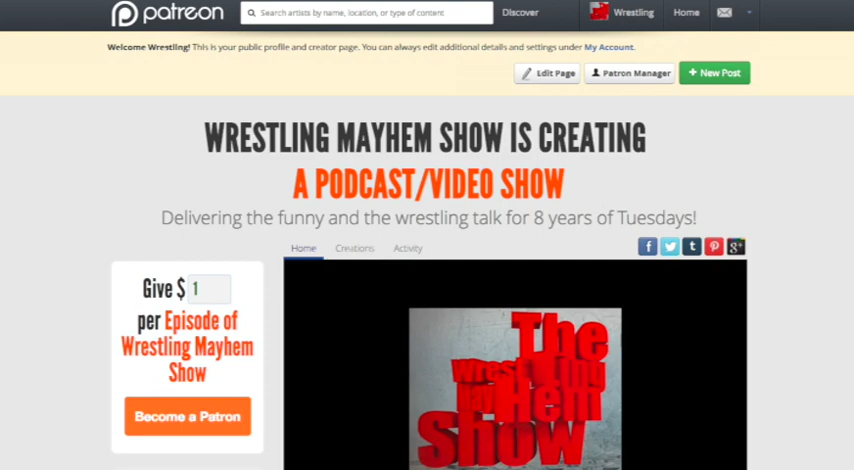 patreon
Search artists by name, location, or type of content
Discover
Wrestling
Home
Welcome Wrestling! This is your public profile and creator page. You can always edit additional details and settings under My Account.
Edit Page
Patron Manager
+ New Post
WRESTLING MAYHEM SHOW IS CREATING
A PODCAST/VIDEO SHOW
Delivering the funny and the wrestling talk for 8 years of Tuesdays!
Home Creations Activity
f
t
p
g+
Give $ 1
per Episode of
Wrestling Mayhem
Show
Become a Patron
The
wrestling
MayHem
Show